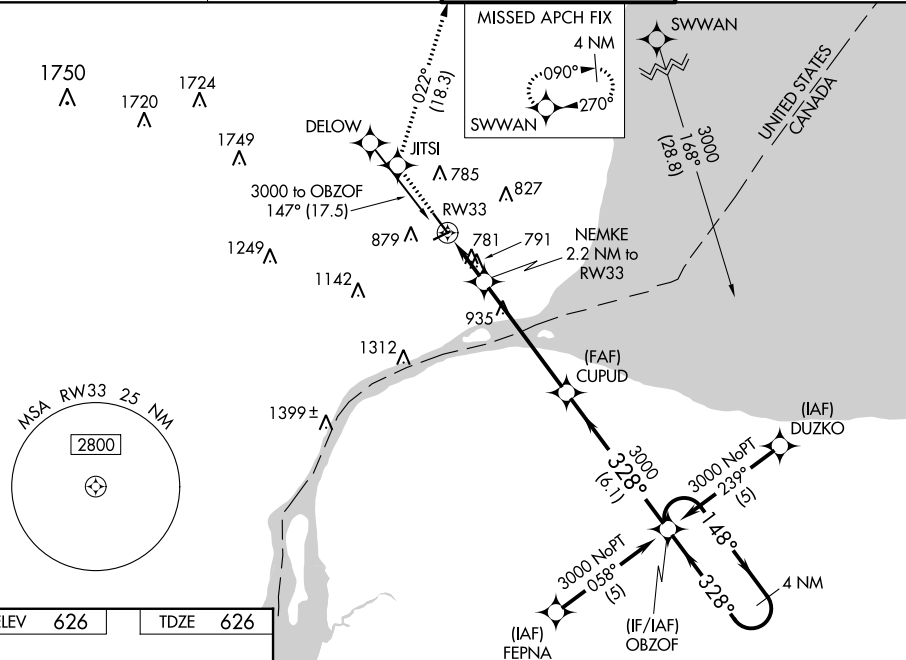 MISSED APCH FIX
4 NM
090°
270°
SWWAN
SWWAN
3000
168°
(28.8)
UNITED STATES
CANADA
022°
(18.3)
1750
1720
1724
1749
DELOW
JITSI
785
827
3000 to OBZOF
147° (17.5)
RW33
879
781
791
NEMKE
2.2 NM to
RW33
1249
1142
935
1312
1399±
(FAF)
CUPUD
MSA RW33 25 NM
2800
(IAF)
DUZKO
3000
328°
(6.1)
3000 NoPT
239°
(5)
148°
328°
4 NM
3000 NoPT
058°
(5)
(IAF)
FEPNA
(IF/IAF)
OBZOF
ELEV 626
TDZE 626